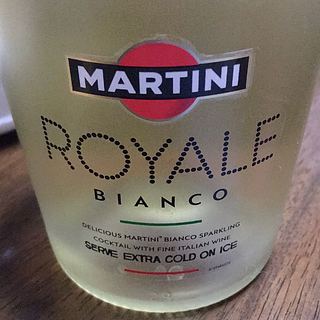 MARTINI
ROYALE
BIANCO
DELICIOUS MARTINI® BIANCO SPARKLING
COCKTAIL WITH FINE ITALIAN WINE
SERVE EXTRA COLD ON ICE